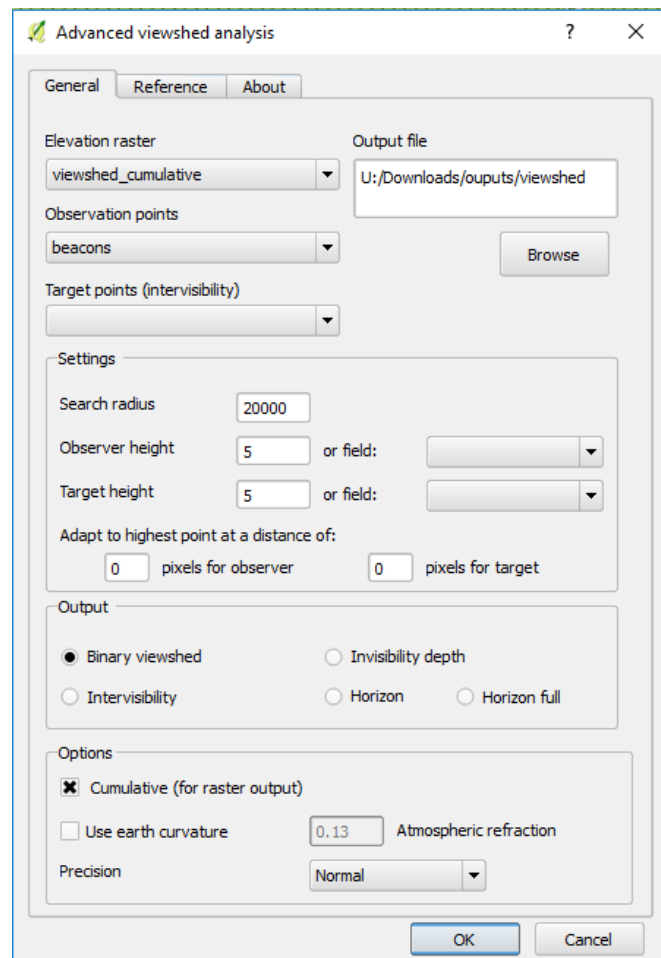 Advanced viewshed analysis ?
General Reference About
Elevation raster Output file
viewshed_cumulative U:/Downloads/ouputs/viewshed
Observation points
beacons Browse
Target points (intervisibility)
Settings
Search radius 20000
Observer height 5 or field:
Target height 5 or field:
Adapt to highest point at a distance of:
0 pixels for observer 0 pixels for target
Output
Binary viewshed Invisibility depth
Intervisibility Horizon Horizon full
Options
Cumulative (for raster output)
Use earth curvature 0.13 Atmospheric refraction
Precision Normal
OK Cancel